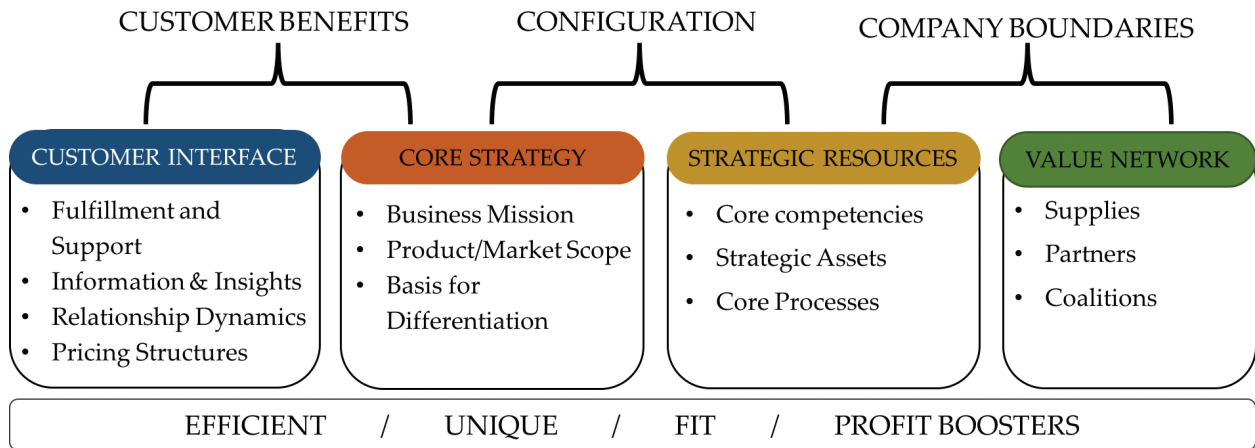 CUSTOMER BENEFITS
CONFIGURATION
COMPANY BOUNDARIES
CUSTOMER INTERFACE
• Fulfillment and
Support
• Information & Insights
• Relationship Dynamics
• Pricing Structures
CORE STRATEGY
• Business Mission
• Product/Market Scope
• Basis for
Differentiation
STRATEGIC RESOURCES
• Core competencies
• Strategic Assets
• Core Processes
VALUE NETWORK
• Supplies
• Partners
• Coalitions
EFFICIENT / UNIQUE / FIT / PROFIT BOOSTERS